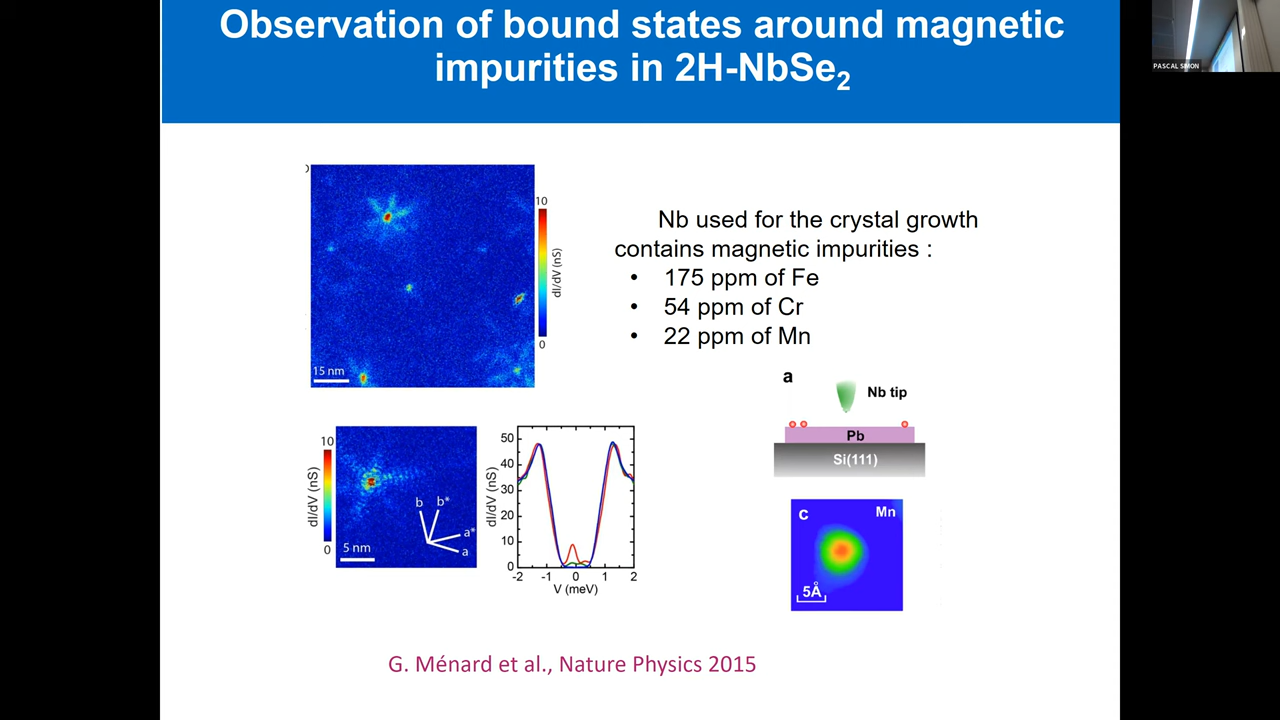 Observation of bound states around magnetic
impurities in 2H-NbSe2
PASCAL SIMON
10
dI/dV (nS)
0
15 nm
Nb used for the crystal growth
contains magnetic impurities :
• 175 ppm of Fe
• 54 ppm of Cr
• 22 ppm of Mn
a
Nb tip
Pb
Si(111)
10
dI/dV (nS)
0
b
b*
a*
a
5 nm
dI/dV (nS)
50
40
30
20
10
0
-2 -1 0 1 2
V (meV)
c
Mn
5Å
G. Ménard et al., Nature Physics 2015